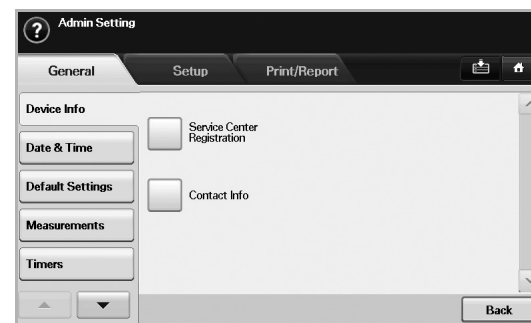 Admin Setting
General
Setup
Print/Report
Device Info
Date & Time
Default Settings
Measurements
Timers
Service Center
Registration
Contact Info
Back